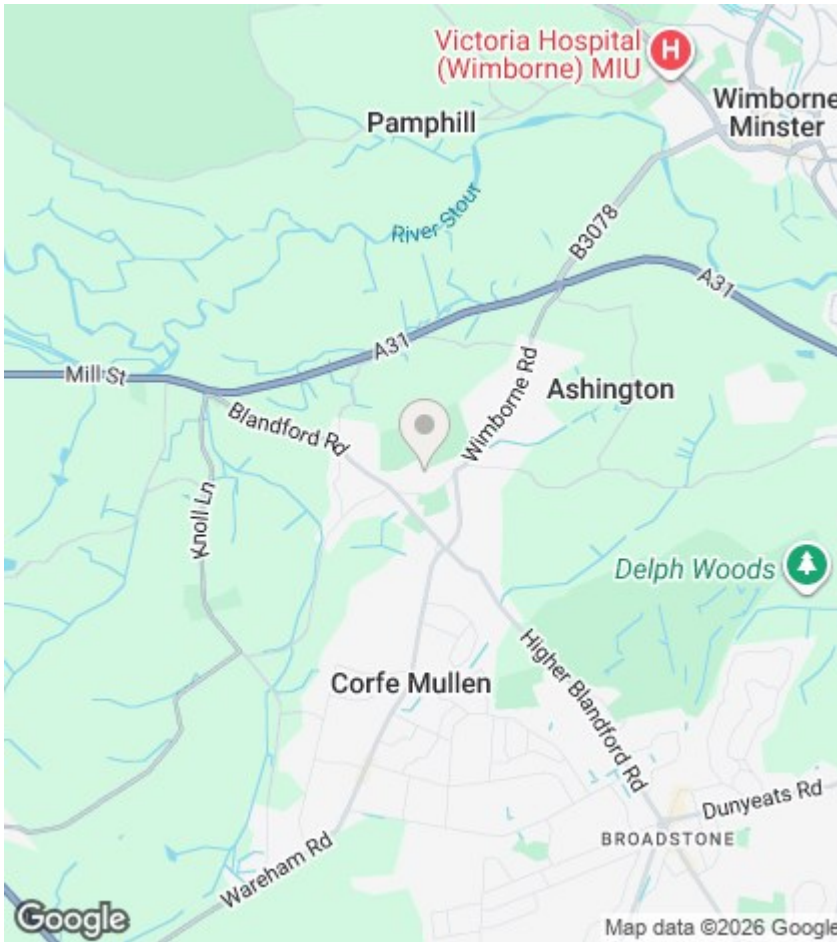 Victoria Hospital
(Wimborne) MIU
H
Wimborne
Minster
Pamphill
River Stour
B3078
A31
A31
Mill St
Blandford Rd
Wimborne Rd
Ashington
Knoll Ln
Delph Woods
Higher Blandford Rd
Corfe Mullen
Dunyeats Rd
BROADSTONE
Wareham Rd
Google
Map data ©2026 Google